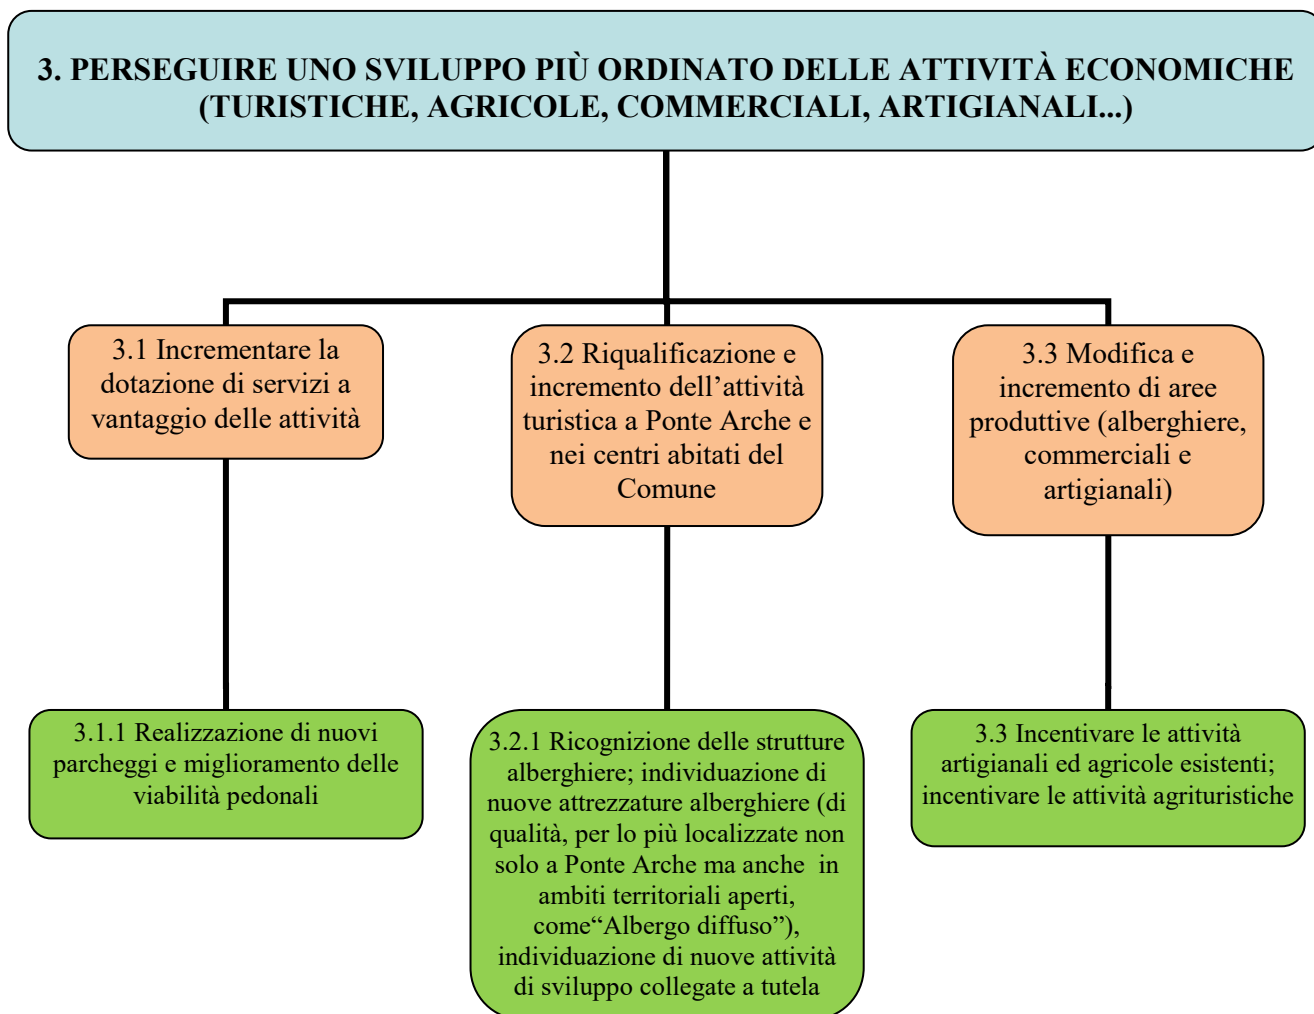 3. PERSEGUIRE UNO SVILUPPO PIÙ ORDINATO DELLE ATTIVITÀ ECONOMICHE
(TURISTICHE, AGRICOLE, COMMERCIALI, ARTIGIANALI...)
3.1 Incrementare la
dotazione di servizi a
vantaggio delle attività
3.2 Riqualificazione e
incremento dell’attività
turistica a Ponte Arche e
nei centri abitati del
Comune
3.3 Modifica e
incremento di aree
produttive (alberghiere,
commerciali e
artigianali)
3.1.1 Realizzazione di nuovi
parcheggi e miglioramento delle
viabilità pedonali
3.2.1 Ricognizione delle strutture
alberghiere; individuazione di
nuove attrezzature alberghiere (di
qualità, per lo più localizzate non
solo a Ponte Arche ma anche  in
ambiti territoriali aperti,
come“Albergo diffuso”),
individuazione di nuove attività
di sviluppo collegate a tutela
3.3 Incentivare le attività
artigianali ed agricole esistenti;
incentivare le attività agrituristiche